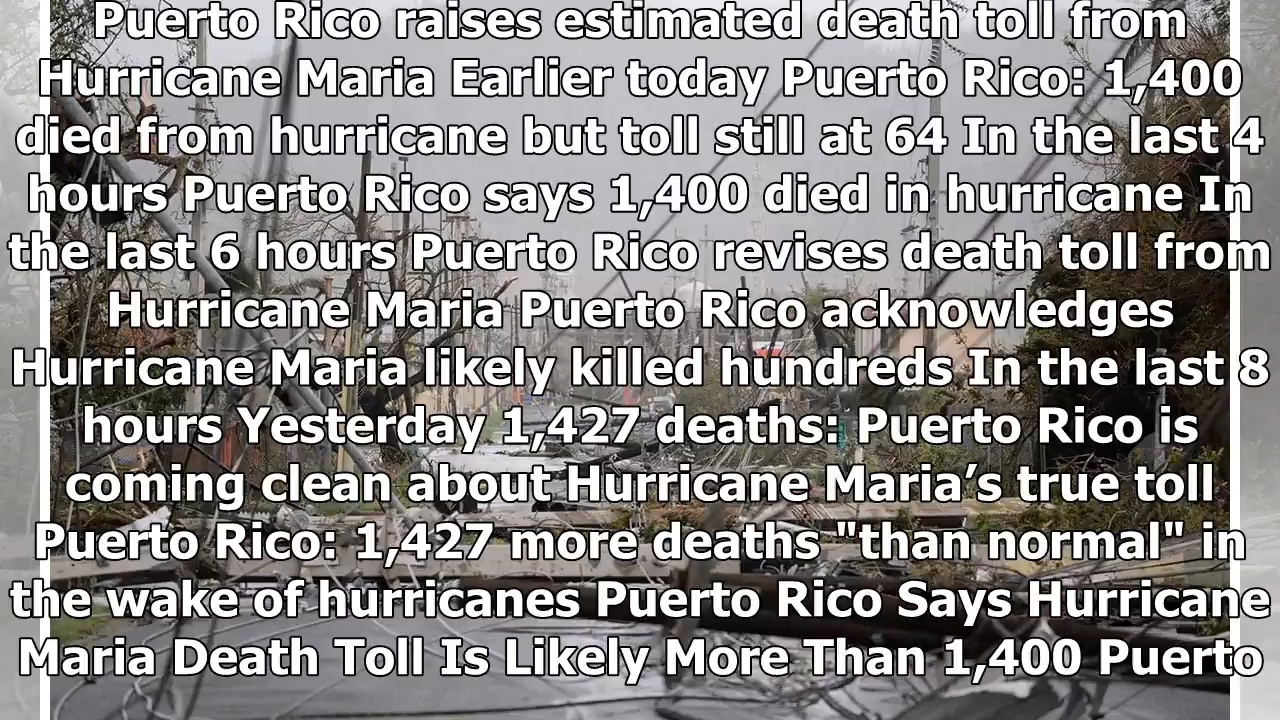 Puerto Rico raises estimated death toll from
Hurricane Maria Earlier today Puerto Rico: 1,400
died from hurricane but toll still at 64 In the last 4
hours Puerto Rico says 1,400 died in hurricane In
the last 6 hours Puerto Rico revises death toll from
Hurricane Maria Puerto Rico acknowledges
Hurricane Maria likely killed hundreds In the last 8
hours Yesterday 1,427 deaths: Puerto Rico is
coming clean about Hurricane Maria’s true toll
Puerto Rico: 1,427 more deaths "than normal" in
the wake of hurricanes Puerto Rico Says Hurricane
Maria Death Toll Is Likely More Than 1,400 Puerto